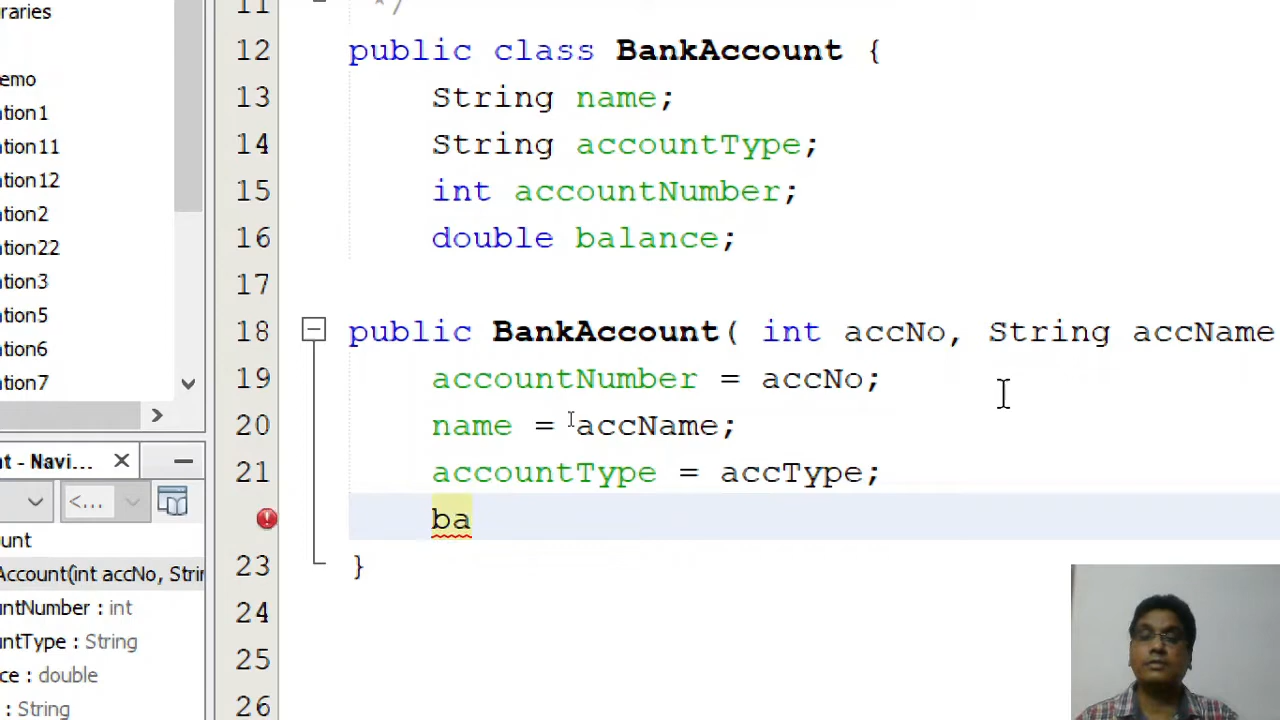 araries
emo
ation1
ation11
ation12
ation2
ation22
ation3
ation5
ation6
ation7
nt - Navi...
<...
ount
Account(int accNo, Strin
untNumber : int
untType : String
ce : double
: String
11 */
12 public class BankAccount {
13 String name;
14 String accountType;
15 int accountNumber;
16 double balance;
17
18 public BankAccount( int accNo, String accName
19 accountNumber = accNo;
20 name = accName;
21 accountType = accType;
ba
23 }
24
25
26